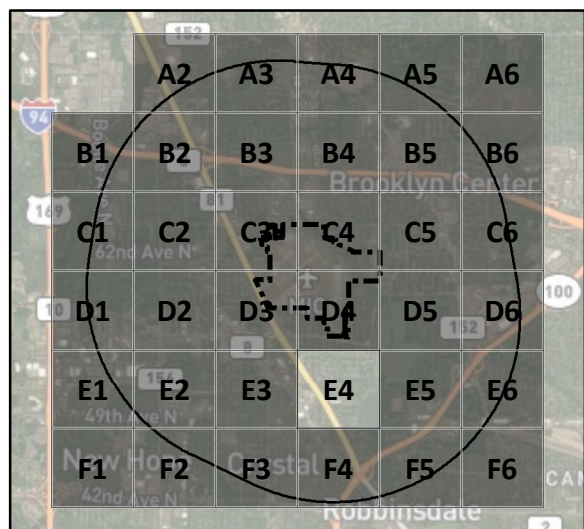 152
A2 A3 A4 A5 A6
94
B1 B2 B3 B4 B5 B6
Brooklyn Center
169
81
C1 C2 C3 C4 C5 C6
62nd Ave N
100
MIC
10
D1 D2 D3 D4 D5 D6
152
8
156
E1 E2 E3 E4 E5 E6
49th Ave N
New Hope Crystal
F1 F2 F3 F4 F5 F6
CAM
42nd Ave N
Robbinsdale
2